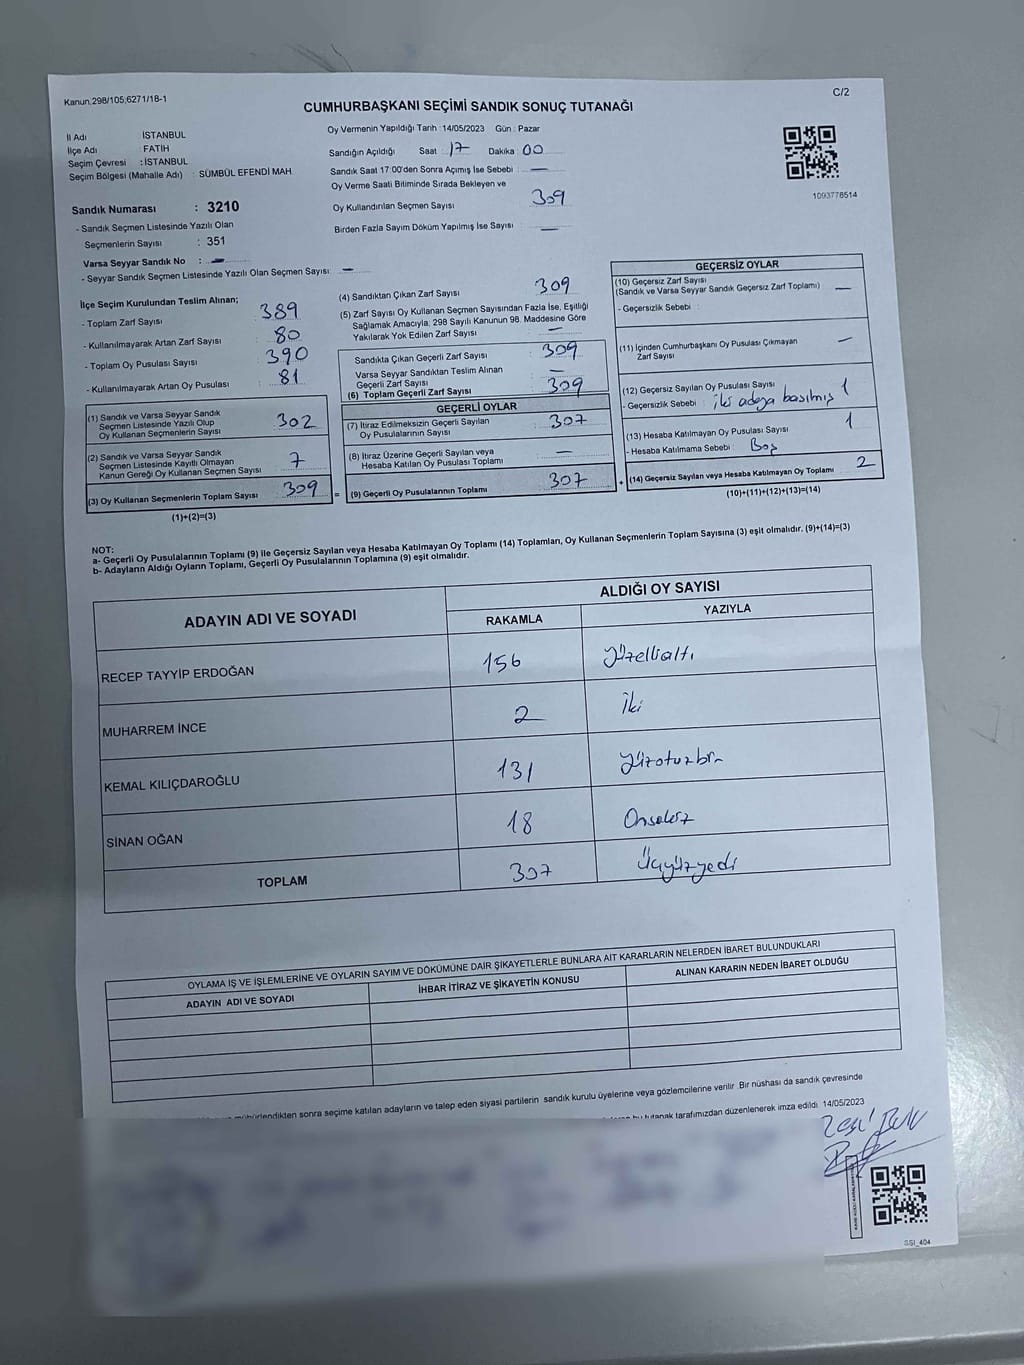 Kanun.298/105;6271/18-1
C/2
CUMHURBAŞKANI SEÇİMİ SANDIK SONUÇ TUTANAĞI
İl Adı İSTANBUL
İlçe Adı FATİH
Seçim Çevresi : İSTANBUL
Seçim Bölgesi (Mahalle Adı) : SÜMBÜL EFENDİ MAH
Sandık Numarası : 3210
- Sandık Seçmen Listesinde Yazılı Olan
Seçmenlerin Sayısı : 351
Varsa Seyyar Sandık No : —
- Seyyar Sandık Seçmen Listesinde Yazılı Olan Seçmen Sayısı: —
Oy Vermenin Yapıldığı Tarih : 14/05/2023 Gün : Pazar
Sandığın Açıldığı Saat 17 Dakika 00
Sandık Saat 17:00'den Sonra Açımış İse Sebebi : —
Oy Verme Saati Bitiminde Sırada Bekleyen ve
Oy Kullandırılan Seçmen Sayısı 309
Birden Fazla Sayım Döküm Yapılmış İse Sayısı : —
1093778514
İlçe Seçim Kurulundan Teslim Alınan;
- Toplam Zarf Sayısı : 389
- Kullanılmayarak Artan Zarf Sayısı : 80
- Toplam Oy Pusulası Sayısı : 390
- Kullanılmayarak Artan Oy Pusulası : 81
(1) Sandık ve Varsa Seyyar Sandık
Seçmen Listesinde Yazılı Olup
Oy Kullanan Seçmenlerin Sayısı : 302
(2) Sandık ve Varsa Seyyar Sandık
Seçmen Listesinde Kayıtlı Olmayan
Kanun Gereği Oy Kullanan Seçmen Sayısı : 7
(3) Oy Kullanan Seçmenlerin Toplam Sayısı : 309 =
(1)+(2)=(3)
(4) Sandıktan Çıkan Zarf Sayısı 309
(5) Zarf Sayısı Oy Kullanan Seçmen Sayısından Fazla İse, Eşitliği
Sağlamak Amacıyla; 298 Sayılı Kanunun 98. Maddesine Göre
Yakılarak Yok Edilen Zarf Sayısı : —
Sandıkta Çıkan Geçerli Zarf Sayısı : 309
Varsa Seyyar Sandıktan Teslim Alınan
Geçerli Zarf Sayısı : —
(6) Toplam Geçerli Zarf Sayısı : 309
GEÇERLİ OYLAR
(7) İtiraz Edilmeksizin Geçerli Sayılan
Oy Pusulalarının Sayısı : 307
(8) İtiraz Üzerine Geçerli Sayılan veya
Hesaba Katılan Oy Pusulası Toplamı : —
(9) Geçerli Oy Pusulalarının Toplamı : 307 +
GEÇERSİZ OYLAR
(10) Geçersiz Zarf Sayısı
(Sandık ve Varsa Seyyar Sandık Geçersiz Zarf Toplamı) —
- Geçersizlik Sebebi :
(11) İçinden Cumhurbaşkanı Oy Pusulası Çıkmayan
Zarf Sayısı —
(12) Geçersiz Sayılan Oy Pusulası Sayısı 1
- Geçersizlik Sebebi : iki adaya basılmış
(13) Hesaba Katılmayan Oy Pusulası Sayısı 1
- Hesaba Katılmama Sebebi : Boş
(14) Geçersiz Sayılan veya Hesaba Katılmayan Oy Toplamı 2
(10)+(11)+(12)+(13)=(14)
NOT:
a- Geçerli Oy Pusulalarının Toplamı (9) ile Geçersiz Sayılan veya Hesaba Katılmayan Oy Toplamı (14) Toplamları, Oy Kullanan Seçmenlerin Toplam Sayısına (3) eşit olmalıdır. (9)+(14)=(3)
b- Adayların Aldığı Oyların Toplamı, Geçerli Oy Pusulalarının Toplamına (9) eşit olmalıdır.
ADAYIN ADI VE SOYADI
ALDIĞI OY SAYISI
RAKAMLA YAZIYLA
RECEP TAYYİP ERDOĞAN 156 Yüzellialtı
MUHARREM İNCE 2 İki
KEMAL KILIÇDAROĞLU 131 Yüzotuzbir
SİNAN OĞAN 18 Onsekiz
TOPLAM 307 Üçyüzyedi
OYLAMA İŞ VE İŞLEMLERİNE VE OYLARIN SAYIM VE DÖKÜMÜNE DAİR ŞİKAYETLERLE BUNLARA AİT KARARLARIN NELERDEN İBARET BULUNDUKLARI
ADAYIN ADI VE SOYADI İHBAR İTİRAZ VE ŞİKAYETİN KONUSU ALINAN KARARIN NEDEN İBARET OLDUĞU
mühürlendikten sonra seçime katılan adayların ve talep eden siyasi partilerin sandık kurulu üyelerine veya gözlemcilerine verilir. Bir nüshası da sandık çevresinde
bu tutanak tarafımızdan düzenlenerek imza edildi. 14/05/2023
SSI_404